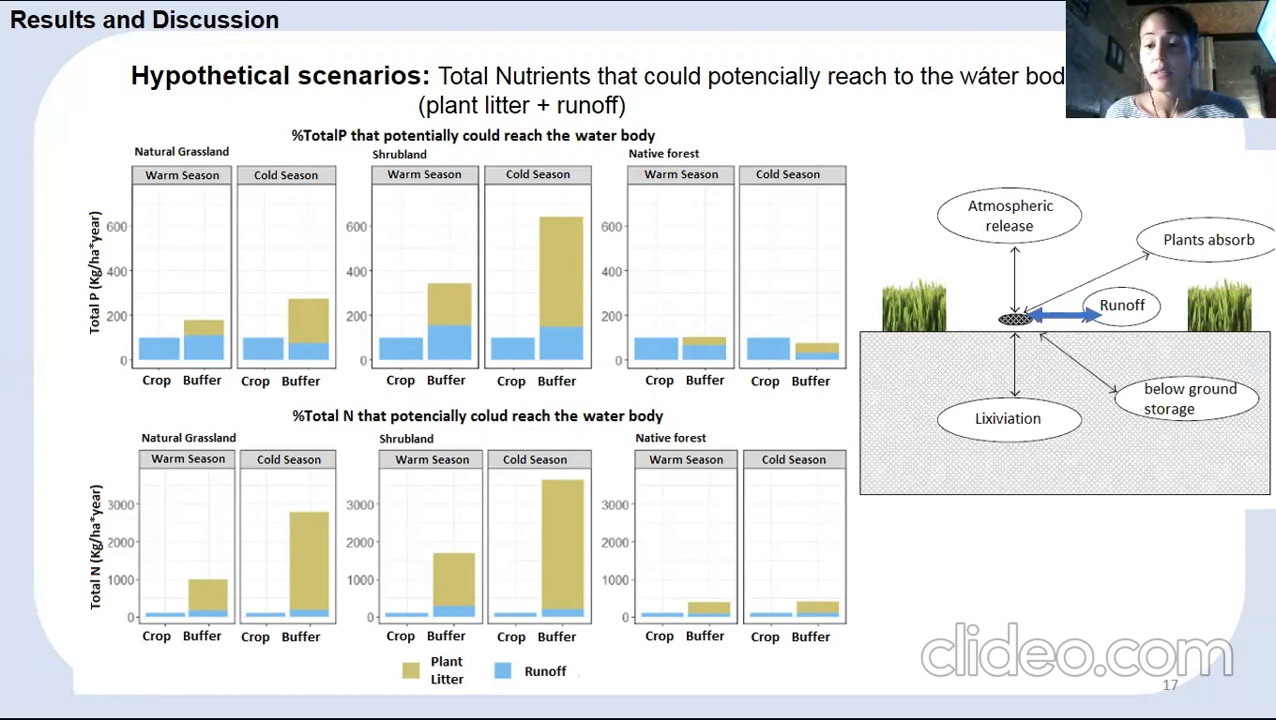 Results and Discussion
Hypothetical scenarios: Total Nutrients that could potencially reach to the wáter bod
(plant litter + runoff)
%TotalP that potentially could reach the water body
Natural Grassland
Shrubland
Native forest
Warm Season Cold Season Warm Season Cold Season Warm Season Cold Season
Total P (Kg/ha*year)
600 600 600
400 400 400
200 200 200
0 0 0
Crop Buffer Crop Buffer Crop Buffer Crop Buffer Crop Buffer Crop Buffer
%Total N that potencially colud reach the water body
Natural Grassland
Shrubland
Native forest
Warm Season Cold Season Warm Season Cold Season Warm Season Cold Season
Total N (Kg/ha*year)
3000 3000 3000
2000 2000 2000
1000 1000 1000
0 0 0
Crop Buffer Crop Buffer Crop Buffer Crop Buffer Crop Buffer Crop Buffer
Plant
Litter
Runoff
Atmospheric
release
Plants absorb
Runoff
below ground
storage
Lixiviation
clideo.com
17